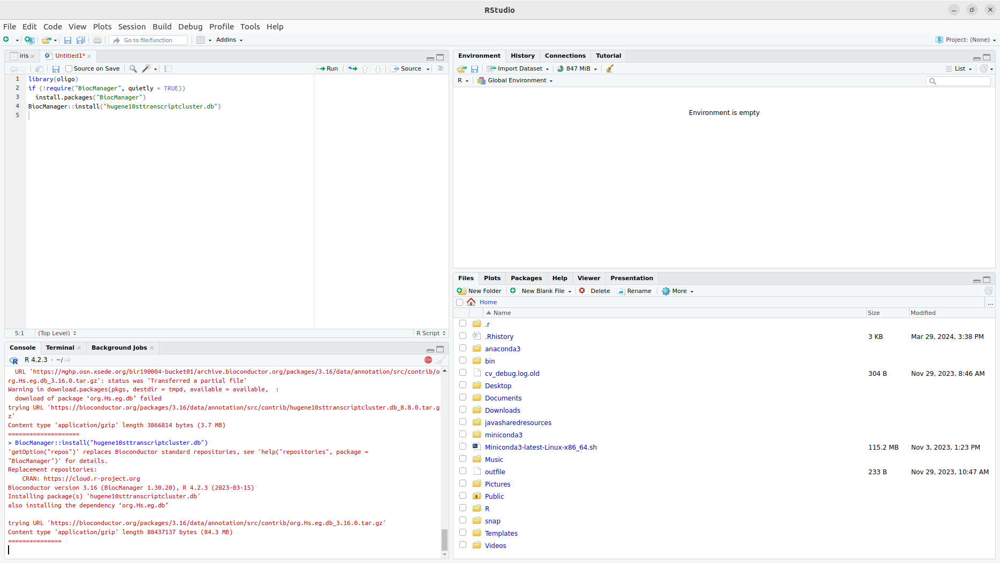 RStudio
File Edit Code View Plots Session Build Debug Profile Tools Help
Go to file/function Addins Project: (None)
iris Untitled1*
Source on Save Run Source
1 library(oligo)
2 if (!require("BiocManager", quietly = TRUE))
3 install.packages("BiocManager")
4 BiocManager::install("hugene10sttranscriptcluster.db")
5
5:1 (Top Level) R Script
Console Terminal Background Jobs
R 4.2.3 · ~/
URL 'https://mghp.osn.xsede.org/bir190004-bucket01/archive.bioconductor.org/packages/3.16/data/annotation/src/contrib/o
rg.Hs.eg.db_3.16.0.tar.gz': status was 'Transferred a partial file'
Warning in download.packages(pkgs, destdir = tmpd, available = available,  :
download of package ‘org.Hs.eg.db’ failed
trying URL 'https://bioconductor.org/packages/3.16/data/annotation/src/contrib/hugene10sttranscriptcluster.db_8.8.0.tar.g
z'
Content type 'application/gzip' length 3866814 bytes (3.7 MB)
====================
> BiocManager::install("hugene10sttranscriptcluster.db")
'getOption("repos")' replaces Bioconductor standard repositories, see 'help("repositories", package =
"BiocManager")' for details.
Replacement repositories:
CRAN: https://cloud.r-project.org
Bioconductor version 3.16 (BiocManager 1.30.20), R 4.2.3 (2023-03-15)
Installing package(s) 'hugene10sttranscriptcluster.db'
also installing the dependency ‘org.Hs.eg.db’
trying URL 'https://bioconductor.org/packages/3.16/data/annotation/src/contrib/org.Hs.eg.db_3.16.0.tar.gz'
Content type 'application/gzip' length 88437137 bytes (84.3 MB)
===============
Environment History Connections Tutorial
Import Dataset 847 MiB List
R Global Environment
Environment is empty
Files Plots Packages Help Viewer Presentation
New Folder New Blank File Delete Rename More
Home ...
Name Size Modified
.r
.Rhistory 3 KB Mar 29, 2024, 3:38 PM
anaconda3
bin
cv_debug.log.old 304 B Nov 29, 2023, 8:46 AM
Desktop
Documents
Downloads
javasharedresources
miniconda3
Miniconda3-latest-Linux-x86_64.sh 115.2 MB Nov 3, 2023, 1:23 PM
Music
outfile 233 B Nov 29, 2023, 10:47 AM
Pictures
Public
R
snap
Templates
Videos